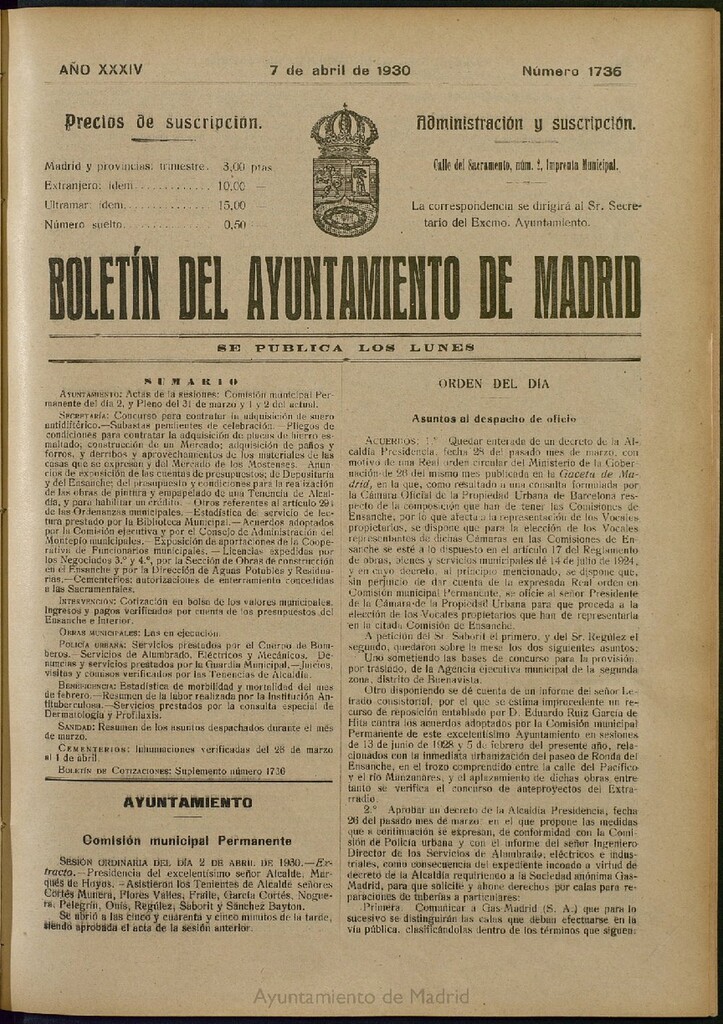 AÑO XXXIV
7 de abril de 1930
Número 1736
Precios de suscripción.
Madrid y provincias: trimestre. 3,00 ptas
Extranjero: ídem............. 10,00 —
Ultramar: ídem.............. 15,00 —
Número suelto............... 0,50 —
Administración y suscripción.
Calle del Sacramento, núm. 2, Imprenta Municipal.
La correspondencia se dirigirá al Sr. Secre-
tario del Excmo. Ayuntamiento.
BOLETÍN DEL AYUNTAMIENTO DE MADRID
SE PUBLICA LOS LUNES
SUMARIO
AYUNTAMIENTO: Actas de la sesiones: Comisión municipal Per-
manente del día 2, y Pleno del 31 de marzo y 1 y 2 del actual.
SECRETARÍA: Concurso para contratar la adquisición de suero
antidiftérico.—Subastas pendientes de celebración.—Pliegos de
condiciones para contratar la adquisición de placas de hierro es-
maltado; construcción de un Mercado; adquisición de paños y
forros, y derribos y aprovechamientos de los materiales de las
casas que se expresan y del Mercado de los Mostenses. Anun-
cios de exposición de las cuentas de presupuestos; de Depositaría
y del Ensanche; del presupuesto y condiciones para la realización
de las obras de pintura y empapelado de una Tenencia de Alcal-
día, y para habilitar un crédito.—Otros referentes al artículo 29
de las Ordenanzas municipales.—Estadística del servicio de lec-
tura prestado por la Biblioteca Municipal.—Acuerdos adoptados
por la Comisión ejecutiva y por el Consejo de Administración del
Montepío municipales.—Exposición de aportaciones de la Coope-
rativa de Funcionarios municipales. — Licencias expedidas por
los Negociados 3.º y 4.º, por la Sección de Obras de construcción
en el Ensanche y por la Dirección de Aguas Potables y Residua-
rias.—Cementerios: autorizaciones de enterramiento concedidas
a las Sacramentales.
INTERVENCIÓN: Cotización en bolsa de los valores municipales.
Ingresos y pagos verificados por cuenta de los presupuestos del
Ensanche e Interior.
OBRAS MUNICIPALES: Las en ejecución.
POLICÍA URBANA: Servicios prestados por el Cuerpo de Bom-
beros.—Servicios de Alumbrado, Eléctricos y Mecánicos. De-
nuncias y servicios prestados por la Guardia Municipal.—Juicios,
visitas y comisos verificados por las Tenencias de Alcaldía.
BENEFICENCIA: Estadística de morbilidad y mortalidad del mes
de febrero.—Resumen de la labor realizada por la Institución An-
tituberculosa.—Servicios prestados por la consulta especial de
Dermatología y Profilaxis.
SANIDAD: Resumen de los asuntos despachados durante el mes
de marzo.
CEMENTERIOS: Inhumaciones verificadas del 28 de marzo
al 1 de abril.
BOLETÍN DE COTIZACIONES: Suplemento número 1736
AYUNTAMIENTO
Comisión municipal Permanente
SESIÓN ORDINARIA DEL DÍA 2 DE ABRIL DE 1930.—Ex-
tracto.—Presidencia del excelentísimo señor Alcalde, Mar-
qués de Hoyos.—Asistieron los Tenientes de Alcalde señores
Cortés Munera, Flores Valles, Fraile, García Cortés, Nogue-
ra, Pelegrín, Onís, Regúlez, Saborit y Sánchez Bayton.
Se abrió a las cinco y cuarenta y cinco minutos de la tarde,
siendo aprobada el acta de la sesión anterior.
ORDEN DEL DÍA
Asuntos al despacho de oficio
ACUERDOS: 1.º Quedar enterada de un decreto de la Al-
caldía Presidencia, fecha 28 del pasado mes de marzo, con
motivo de una Real orden circular del Ministerio de la Gober-
nación de 26 del mismo mes publicada en la Gaceta de Ma-
drid, en la que, como resultado a una consulta formulada por
la Cámara Oficial de la Propiedad Urbana de Barcelona res-
pecto de la composición que han de tener las Comisiones de
Ensanche, por lo que afecta a la representación de los Vocales
propietarios, se dispone que para la elección de los Vocales
representantes de dichas Cámaras en las Comisiones de En-
sanche se esté a lo dispuesto en el artículo 17 del Reglamento
de obras, bienes y servicios municipales de 14 de julio de 1924,
y en cuyo decreto, al principio mencionado, se dispone que,
sin perjuicio de dar cuenta de la expresada Real orden en
Comisión municipal Permanente, se oficie al señor Presidente
de la Cámara de la Propiedad Urbana para que proceda a la
elección de los Vocales propietarios que han de representarla
en la citada Comisión de Ensanche.
A petición del Sr. Saborit el primero, y del Sr. Regúlez el
segundo, quedaron sobre la mesa los dos siguientes asuntos:
Uno sometiendo las bases de concurso para la provisión,
por traslado, de la Agencia ejecutiva municipal de la segunda
zona, distrito de Buenavista.
Otro disponiendo se dé cuenta de un informe del señor Le-
trado consistorial, por el que se estima improcedente un re-
curso de reposición entablado por D. Eduardo Ruiz García de
Hita contra los acuerdos adoptados por la Comisión municipal
Permanente de este excelentísimo Ayuntamiento en sesiones
de 13 de junio de 1928 y 5 de febrero del presente año, rela-
cionados con la inmediata urbanización del paseo de Ronda del
Ensanche, en el trozo comprendido entre la calle del Pacífico
y el río Manzanares, y el aplazamiento de dichas obras entre
tanto se verifica el concurso de anteproyectos del Extra-
rradio.
2.º Aprobar un decreto de la Alcaldía Presidencia, fecha
26 del pasado mes de marzo, en el que propone las medidas
que a continuación se expresan, de conformidad con la Comi-
sión de Policía urbana y con el informe del señor Ingeniero
Director de los Servicios de Alumbrado, eléctricos e indus-
triales, como consecuencia del expediente incoado a virtud de
decreto de la Alcaldía requiriendo a la Sociedad anónima Gas-
Madrid, para que solicite y abone derechos por calas para re-
paraciones de tuberías a particulares:
Primera. Comunicar a Gas-Madrid (S. A.) que para lo
sucesivo se distinguirán las calas que deban efectuarse en la
vía pública, clasificándolas dentro de los términos que siguen:
Ayuntamiento de Madrid